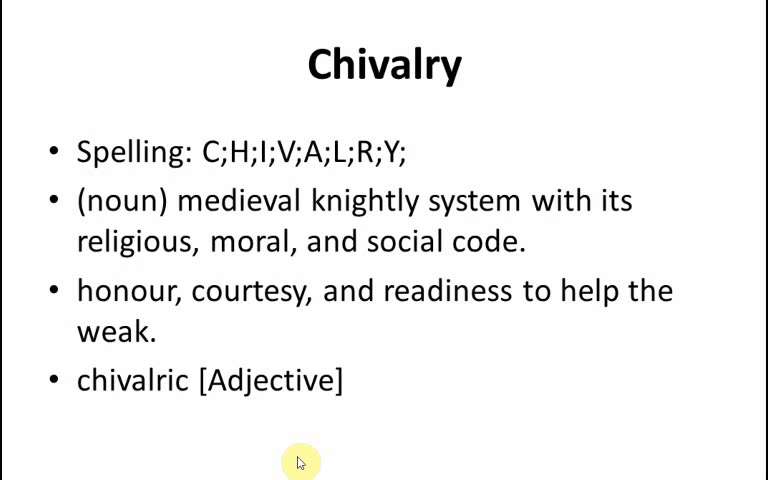 Chivalry
• Spelling: C;H;I;V;A;L;R;Y;
• (noun) medieval knightly system with its
religious, moral, and social code.
• honour, courtesy, and readiness to help the
weak.
• chivalric [Adjective]